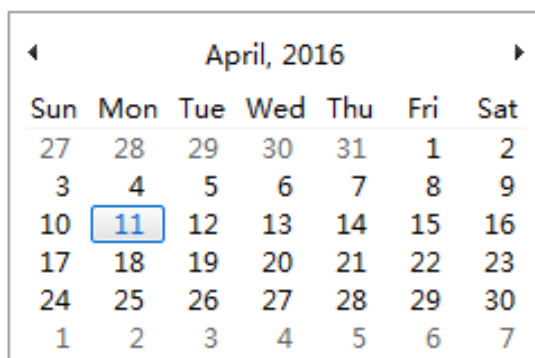 April, 2016
Sun Mon Tue Wed Thu Fri Sat
27 28 29 30 31 1 2
3 4 5 6 7 8 9
10 11 12 13 14 15 16
17 18 19 20 21 22 23
24 25 26 27 28 29 30
1 2 3 4 5 6 7